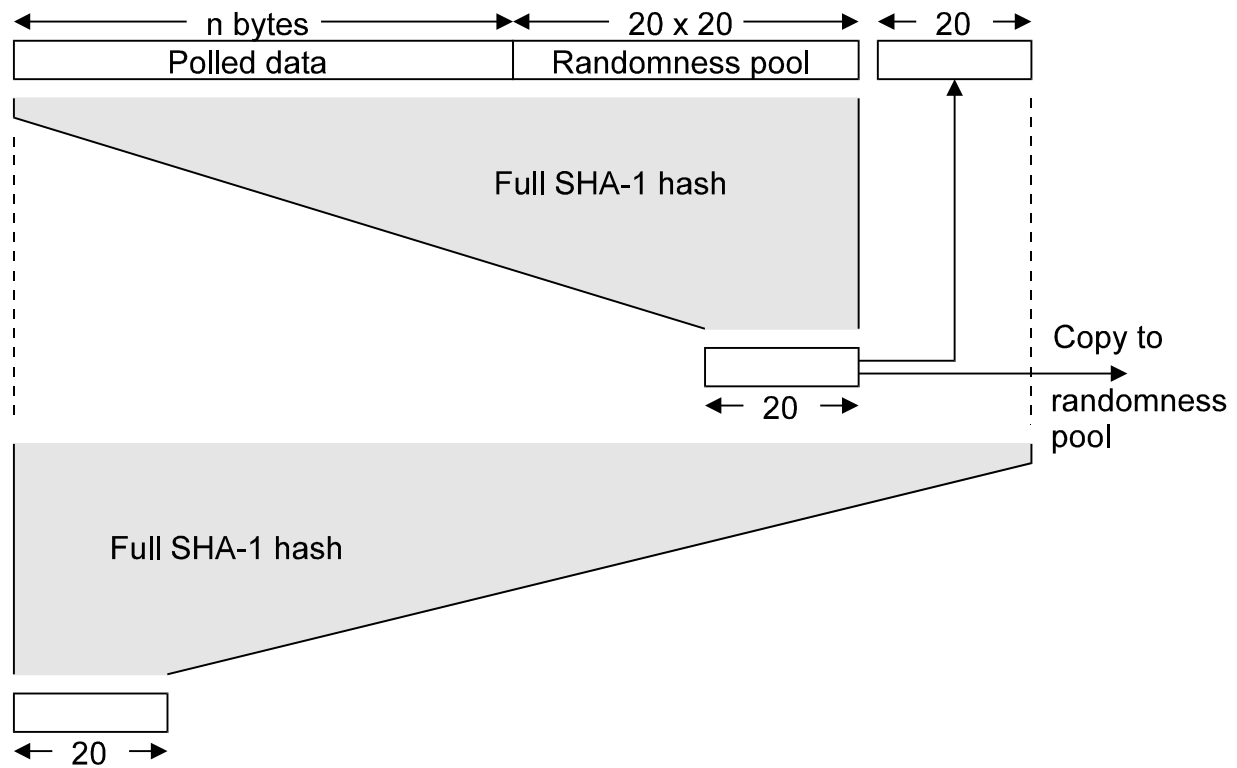 n bytes
20 x 20
20
Polled data
Randomness pool
Full SHA-1 hash
Copy to
randomness
pool
20
Full SHA-1 hash
20